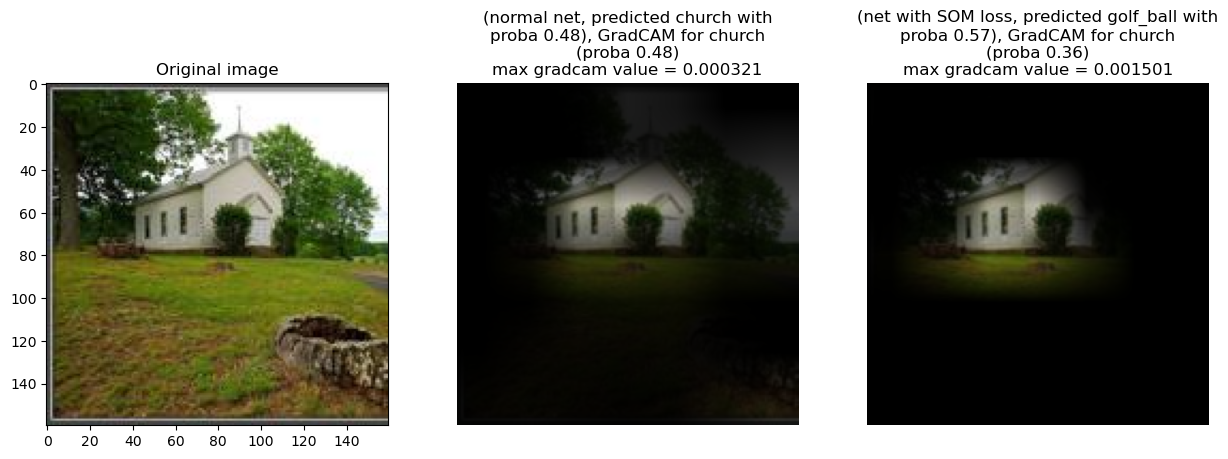 Original image
(normal net, predicted church with
proba 0.48), GradCAM for church
(proba 0.48)
max gradcam value = 0.000321
(net with SOM loss, predicted golf_ball with
proba 0.57), GradCAM for church
(proba 0.36)
max gradcam value = 0.001501
0
20
40
60
80
100
120
140
0 20 40 60 80 100 120 140